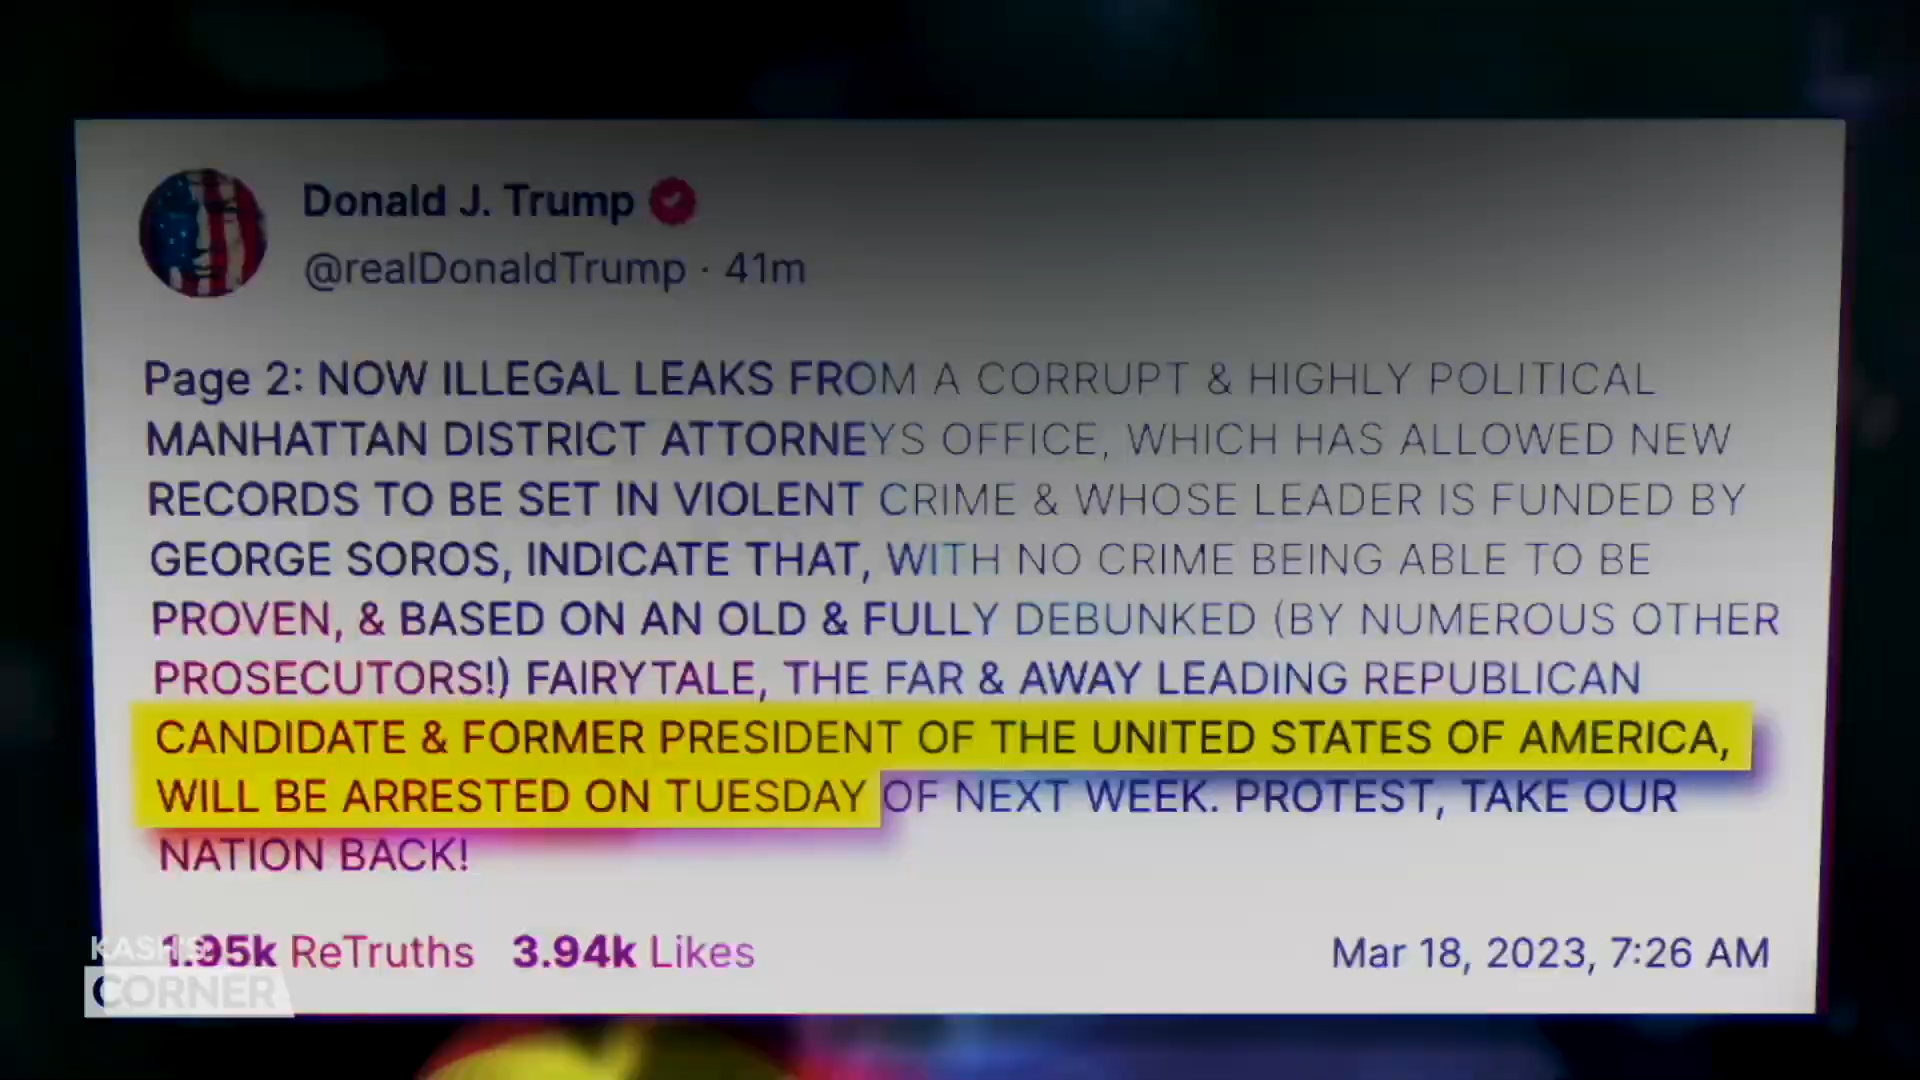 Donald J. Trump
@realDonaldTrump · 41m
Page 2: NOW ILLEGAL LEAKS FROM A CORRUPT & HIGHLY POLITICAL
MANHATTAN DISTRICT ATTORNEYS OFFICE, WHICH HAS ALLOWED NEW
RECORDS TO BE SET IN VIOLENT CRIME & WHOSE LEADER IS FUNDED BY
GEORGE SOROS, INDICATE THAT, WITH NO CRIME BEING ABLE TO BE
PROVEN, & BASED ON AN OLD & FULLY DEBUNKED (BY NUMEROUS OTHER
PROSECUTORS!) FAIRYTALE, THE FAR & AWAY LEADING REPUBLICAN
CANDIDATE & FORMER PRESIDENT OF THE UNITED STATES OF AMERICA,
WILL BE ARRESTED ON TUESDAY OF NEXT WEEK. PROTEST, TAKE OUR
NATION BACK!
1.95k ReTruths 3.94k Likes
Mar 18, 2023, 7:26 AM
KASH'S
CORNER